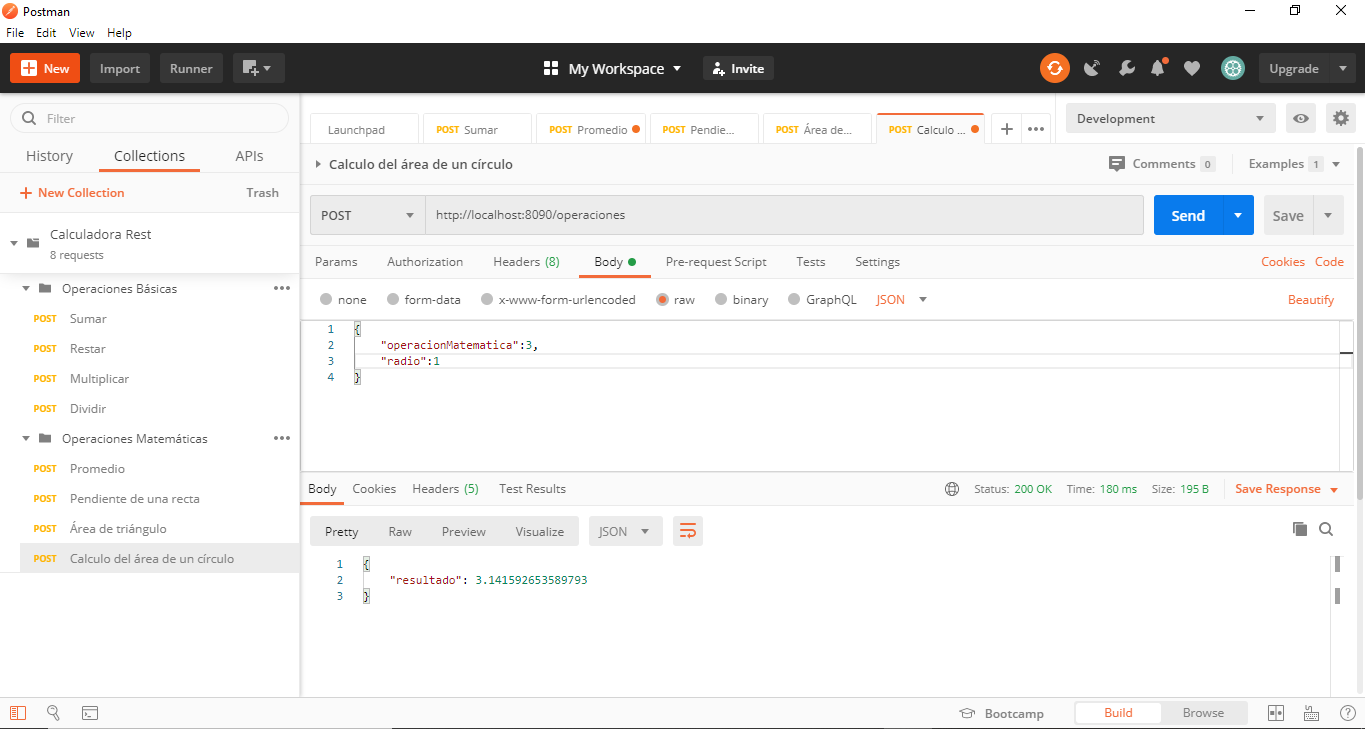 Postman
File Edit View Help
New Import Runner My Workspace Invite Upgrade
Filter
History Collections APIs
New Collection Trash
Calculadora Rest
8 requests
Operaciones Básicas
POST Sumar
POST Restar
POST Multiplicar
POST Dividir
Operaciones Matemáticas
POST Promedio
POST Pendiente de una recta
POST Área de triángulo
POST Calculo del área de un círculo
Launchpad POST Sumar POST Promedio POST Pendie... POST Área de... POST Calculo ... Development
Calculo del área de un círculo Comments 0 Examples 1
POST http://localhost:8090/operaciones Send Save
Params Authorization Headers (8) Body Pre-request Script Tests Settings Cookies Code
none form-data x-www-form-urlencoded raw binary GraphQL JSON Beautify
1 {
2 "operacionMatematica":3,
3 "radio":1
4 }
Body Cookies Headers (5) Test Results Status: 200 OK Time: 180 ms Size: 195 B Save Response
Pretty Raw Preview Visualize JSON
1 {
2 "resultado": 3.141592653589793
3 }
Bootcamp Build Browse